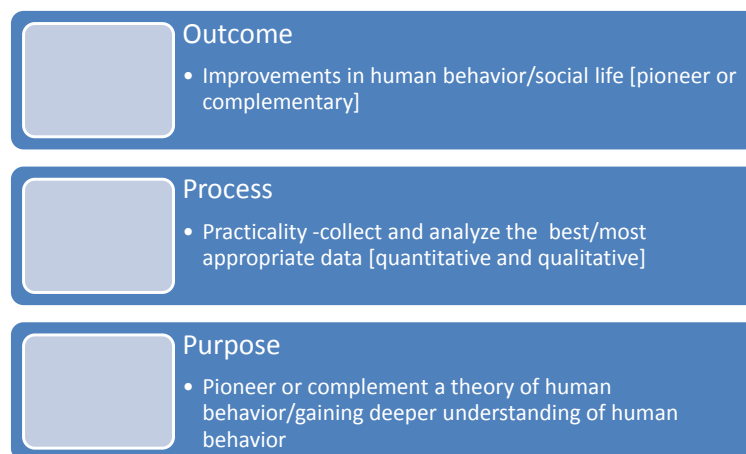 Outcome
• Improvements in human behavior/social life [pioneer or
complementary]
Process
• Practicality -collect and analyze the  best/most
appropriate data [quantitative and qualitative]
Purpose
• Pioneer or complement a theory of human
behavior/gaining deeper understanding of human
behavior